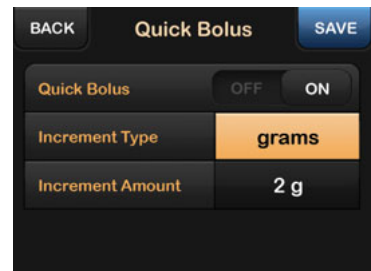 BACK Quick Bolus SAVE
Quick Bolus OFF ON
Increment Type grams
Increment Amount 2 g